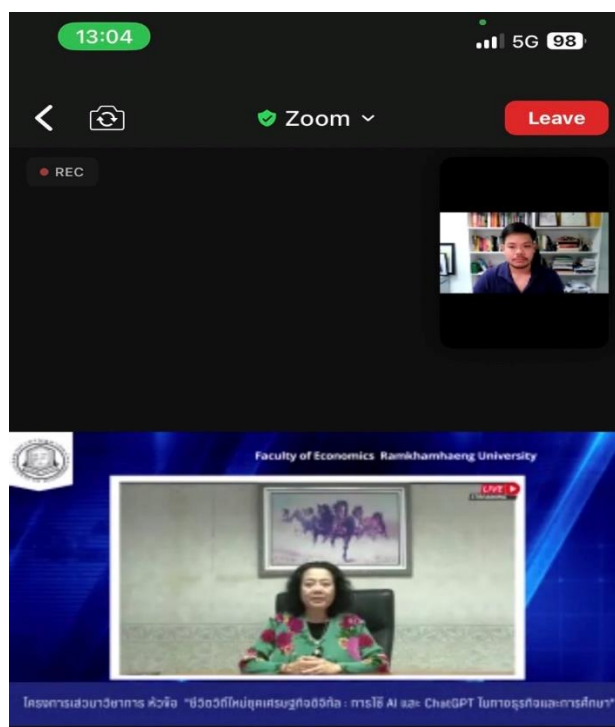 13:04
5G 98
Zoom
Leave
REC
Faculty of Economics Ramkhamhaeng University
LIVE
โครงการเสวนาวิชาการ หัวข้อ "ชีวิตวิถีใหม่ยุคเศรษฐกิจดิจิทัล : การใช้ AI และ ChatGPT ในทางธุรกิจและการศึกษา"